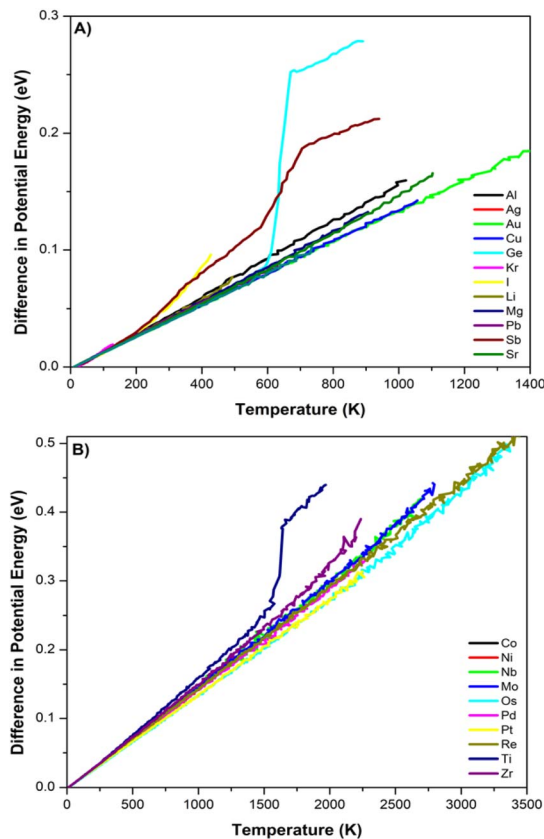 A)
0.3
0.2
0.1
0.0
Difference in Potential Energy (eV)
0 200 400 600 800 1000 1200 1400
Temperature (K)
Al
Ag
Au
Cu
Ge
Kr
I
Li
Mg
Pb
Sb
Sr
B)
0.5
0.4
0.3
0.2
0.1
0.0
Difference in Potential Energy (eV)
0 500 1000 1500 2000 2500 3000 3500
Temperature (K)
Co
Ni
Nb
Mo
Os
Pd
Pt
Re
Ti
Zr